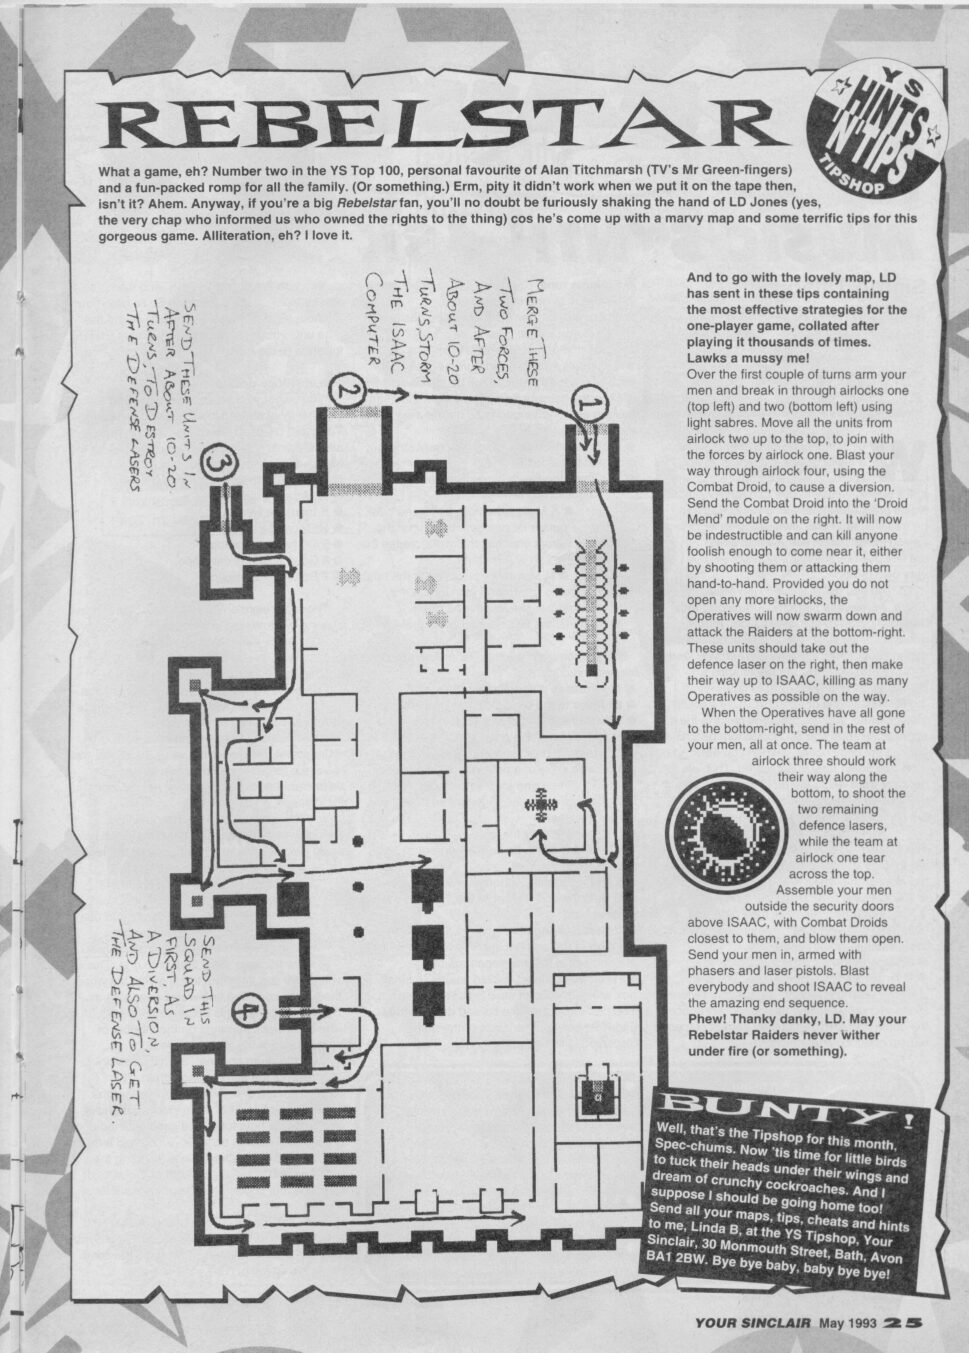 REBELSTAR
YS
HINTS
N'TIPS
TIPSHOP
What a game, eh? Number two in the YS Top 100, personal favourite of Alan Titchmarsh (TV's Mr Green-fingers)
and a fun-packed romp for all the family. (Or something.) Erm, pity it didn't work when we put it on the tape then,
isn't it? Ahem. Anyway, if you're a big Rebelstar fan, you'll no doubt be furiously shaking the hand of LD Jones (yes,
the very chap who informed us who owned the rights to the thing) cos he's come up with a marvy map and some terrific tips for this
gorgeous game. Alliteration, eh? I love it.
MERGE THESE
TWO FORCES,
AND AFTER
ABOUT 10-20
TURNS, STORM
THE ISAAC
COMPUTER
SEND THESE UNITS IN
AFTER ABOUT 10-20
TURNS, TO DESTROY
THE DEFENSE LASERS
1
2
3
4
SEND THIS
SQUAD IN
FIRST, AS
A DIVERSION,
AND ALSO TO GET
THE DEFENSE LASER.
And to go with the lovely map, LD
has sent in these tips containing
the most effective strategies for the
one-player game, collated after
playing it thousands of times.
Lawks a mussy me!
Over the first couple of turns arm your
men and break in through airlocks one
(top left) and two (bottom left) using
light sabres. Move all the units from
airlock two up to the top, to join with
the forces by airlock one. Blast your
way through airlock four, using the
Combat Droid, to cause a diversion.
Send the Combat Droid into the 'Droid
Mend' module on the right. It will now
be indestructible and can kill anyone
foolish enough to come near it, either
by shooting them or attacking them
hand-to-hand. Provided you do not
open any more airlocks, the
Operatives will now swarm down and
attack the Raiders at the bottom-right.
These units should take out the
defence laser on the right, then make
their way up to ISAAC, killing as many
Operatives as possible on the way.
When the Operatives have all gone
to the bottom-right, send in the rest of
your men, all at once. The team at
airlock three should work
their way along the
bottom, to shoot the
two remaining
defence lasers,
while the team at
airlock one tear
across the top.
Assemble your men
outside the security doors
above ISAAC, with Combat Droids
closest to them, and blow them open.
Send your men in, armed with
phasers and laser pistols. Blast
everybody and shoot ISAAC to reveal
the amazing end sequence.
Phew! Thanky danky, LD. May your
Rebelstar Raiders never wither
under fire (or something).
BUNTY!
Well, that's the Tipshop for this month,
Spec-chums. Now 'tis time for little birds
to tuck their heads under their wings and
dream of crunchy cockroaches. And I
suppose I should be going home too!
Send all your maps, tips, cheats and hints
to me, Linda B, at the YS Tipshop, Your
Sinclair, 30 Monmouth Street, Bath, Avon
BA1 2BW. Bye bye baby, baby bye bye!
YOUR SINCLAIR May 1993 25